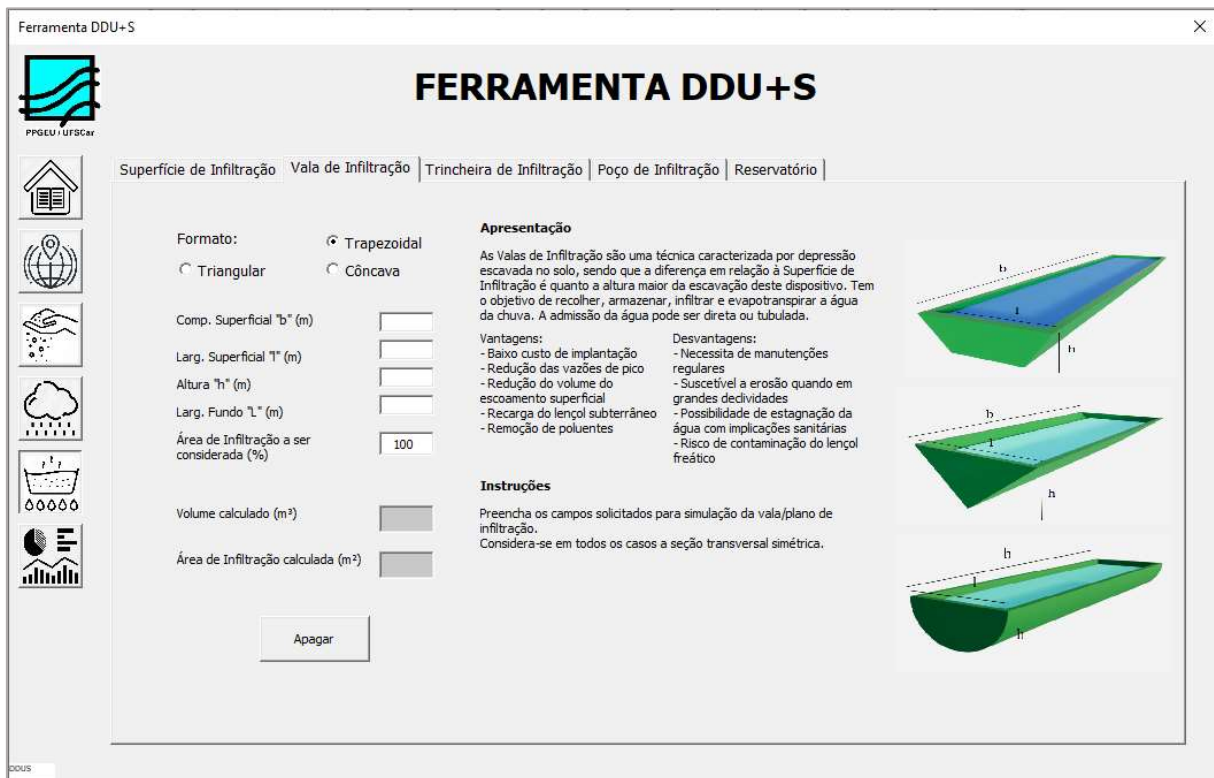 Ferramenta DDU+S
FERRAMENTA DDU+S
PPGEU / UFSCar
Superfície de Infiltração
Vala de Infiltração
Trincheira de Infiltração
Poço de Infiltração
Reservatório
Formato:
Trapezoidal
Triangular
Côncava
Comp. Superficial "b" (m)
Larg. Superficial "l" (m)
Altura "h" (m)
Larg. Fundo "L" (m)
Área de Infiltração a ser
considerada (%)
100
Volume calculado (m³)
Área de Infiltração calculada (m²)
Apagar
Apresentação
As Valas de Infiltração são uma técnica caracterizada por depressão
escavada no solo, sendo que a diferença em relação à Superfície de
Infiltração é quanto a altura maior da escavação deste dispositivo. Tem
o objetivo de recolher, armazenar, infiltrar e evapotranspirar a água
da chuva. A admissão da água pode ser direta ou tubulada.
Vantagens:
- Baixo custo de implantação
- Redução das vazões de pico
- Redução do volume do
escoamento superficial
- Recarga do lençol subterrâneo
- Remoção de poluentes
Desvantagens:
- Necessita de manutenções
regulares
- Suscetível a erosão quando em
grandes declividades
- Possibilidade de estagnação da
água com implicações sanitárias
- Risco de contaminação do lençol
freático
Instruções
Preencha os campos solicitados para simulação da vala/plano de
infiltração.
Considera-se em todos os casos a seção transversal simétrica.
b
l
h
b
l
h
h
l
h
DDUS